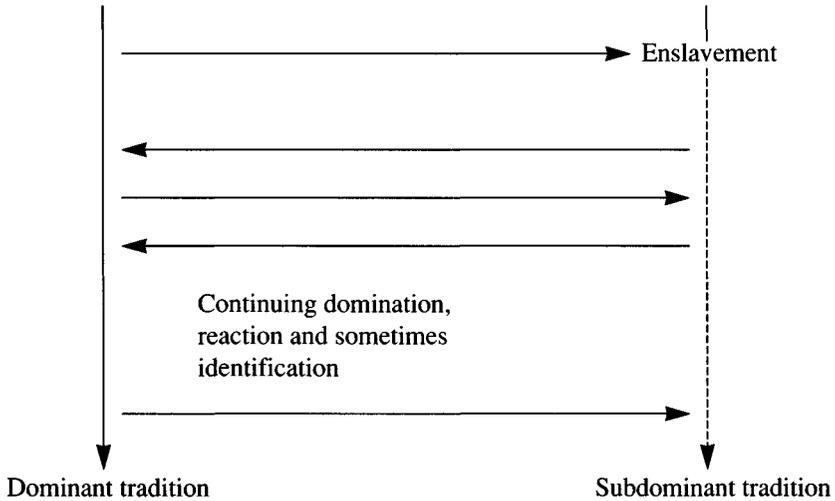 Enslavement
Continuing domination,
reaction and sometimes
identification
Dominant tradition
Subdominant tradition